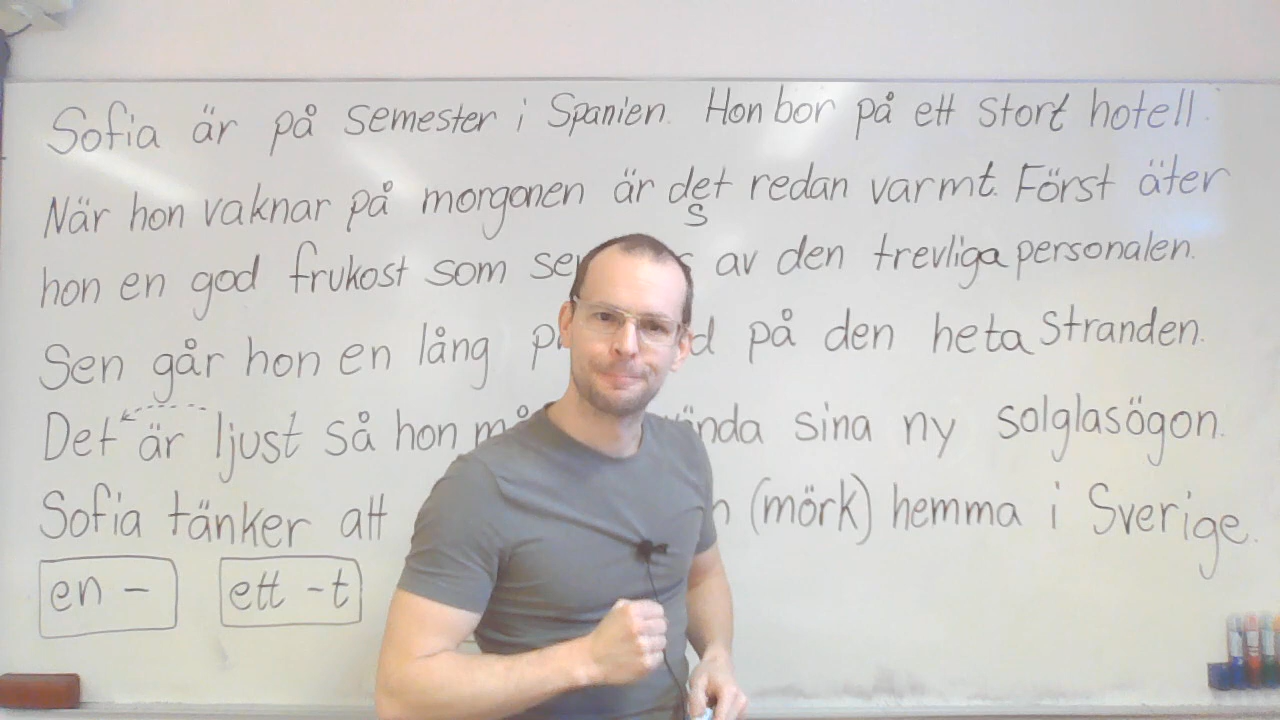 Sofia är på semester i Spanien. Hon bor på ett stort hotell.
När hon vaknar på morgonen är det redan varmt. Först äter
s
hon en god frukost som av den trevliga personalen.
Sen går hon en lång på den heta stranden.
Det är ljust så hon sina ny solglasögon.
Sofia tänker att (mörk) hemma i Sverige.
en – ett -t